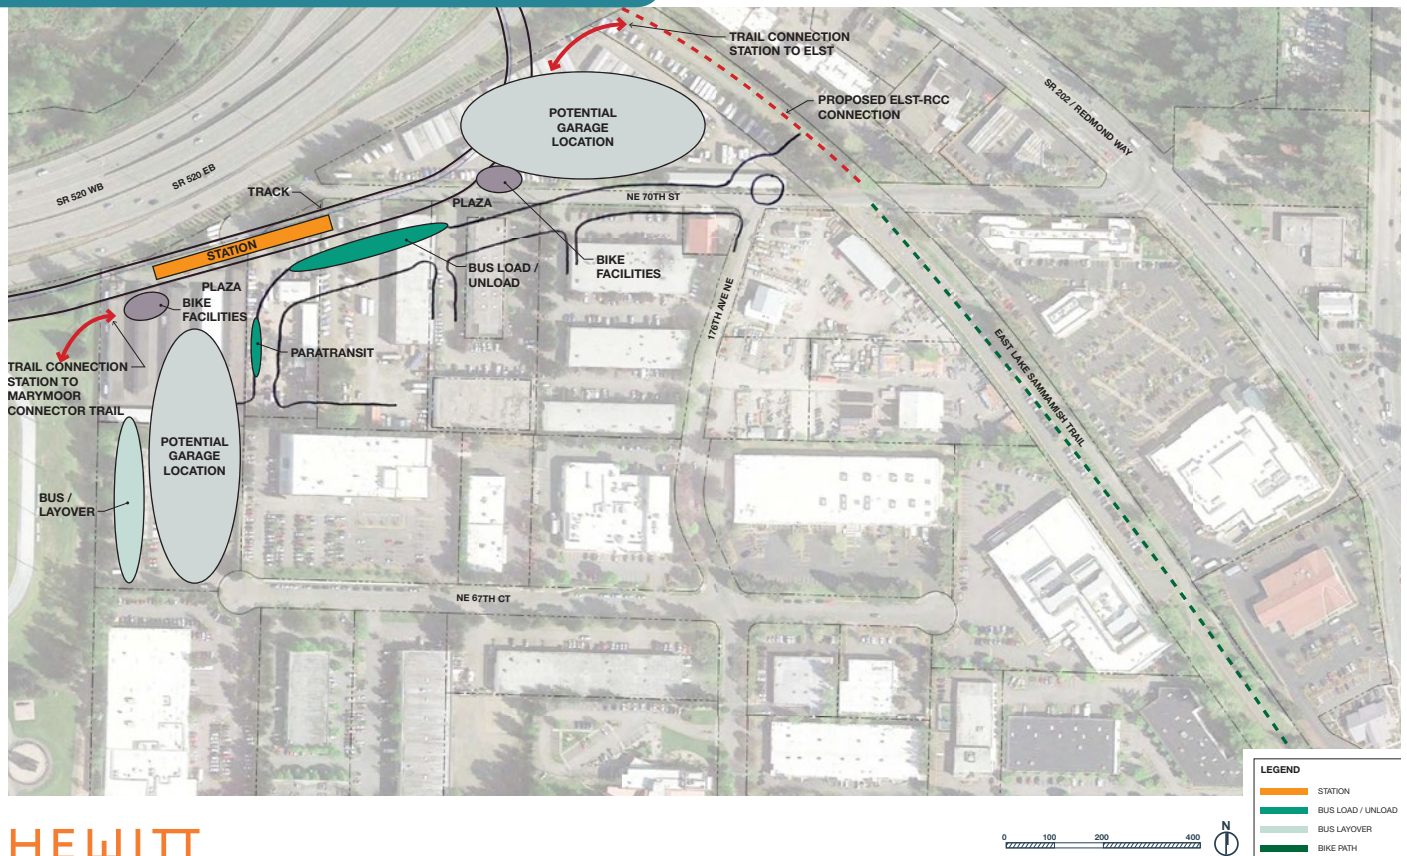 TRAIL CONNECTION
STATION TO ELST
SR 202 / REDMOND WAY
POTENTIAL
GARAGE
LOCATION
PROPOSED ELST-RCC
CONNECTION
SR 520 WB
SR 520 EB
TRACK
NE 70TH ST
PLAZA
STATION
BUS LOAD /
UNLOAD
BIKE
FACILITIES
PLAZA
BIKE
FACILITIES
176TH AVE NE
PARATRANSIT
EAST LAKE SAMMAMISH TRAIL
TRAIL CONNECTION
STATION TO
MARYMOOR
CONNECTOR TRAIL
POTENTIAL
GARAGE
LOCATION
BUS /
LAYOVER
NE 67TH CT
LEGEND
STATION
BUS LOAD / UNLOAD
BUS LAYOVER
BIKE PATH
HEWITT
0 100 200 400
N